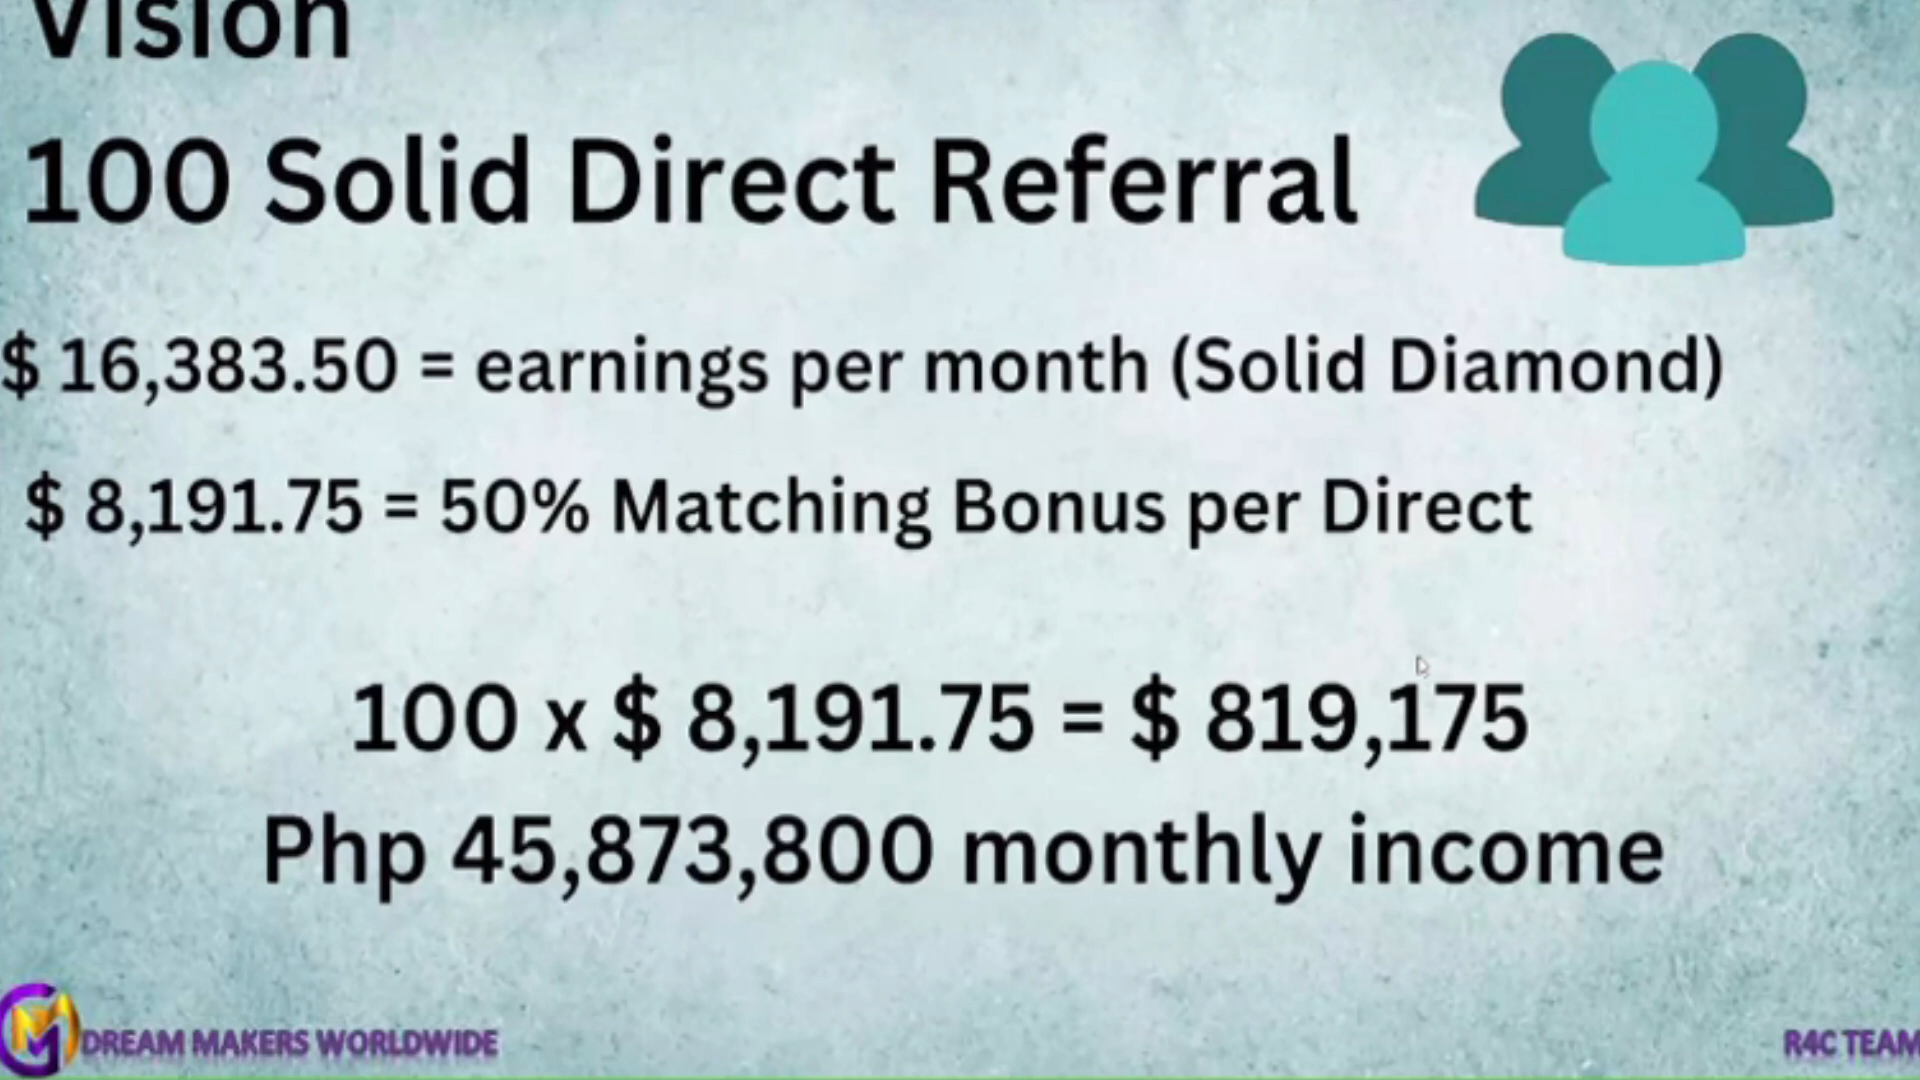 Vision
100 Solid Direct Referral
$ 16,383.50 = earnings per month (Solid Diamond)
$ 8,191.75 = 50% Matching Bonus per Direct
100 x $ 8,191.75 = $ 819,175
Php 45,873,800 monthly income
DREAM MAKERS WORLDWIDE
R4C TEAM